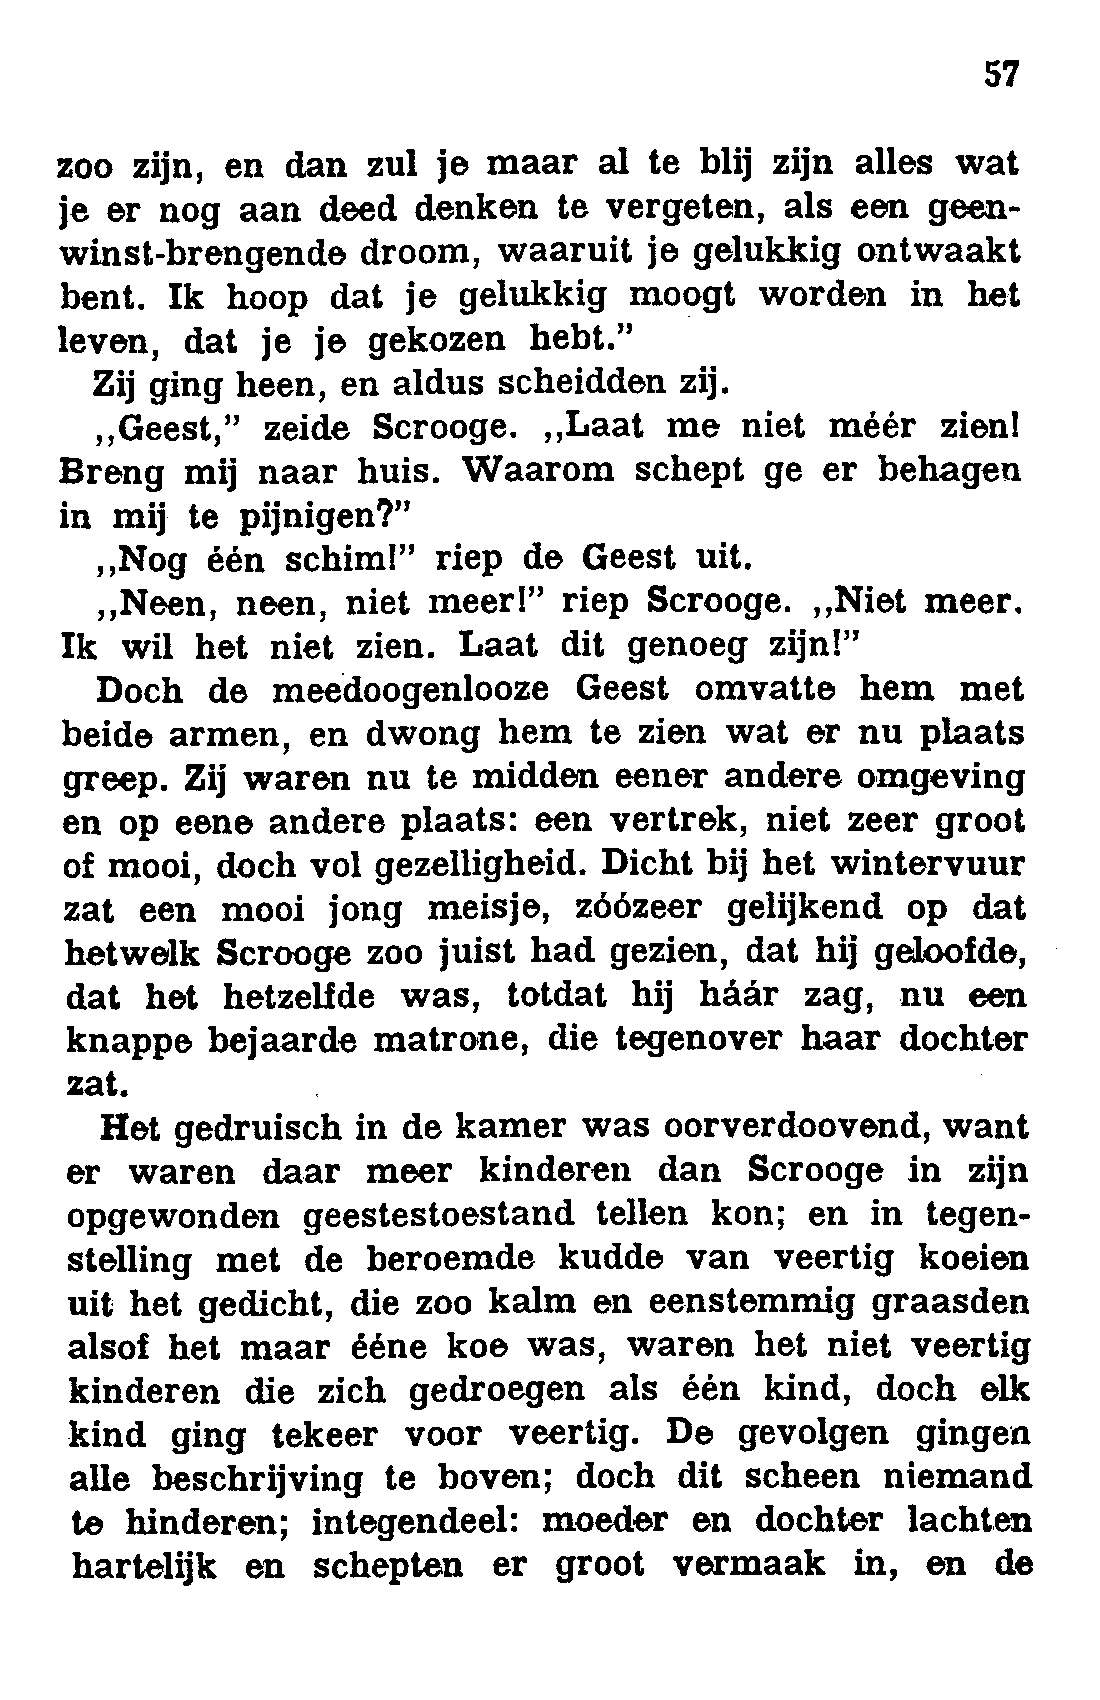 57
zoo zijn, en dan zul je maar al te blij zijn alles wat
je er nog aan deed denken te vergeten, als een geen-
winst-brengende droom, waaruit je gelukkig ontwaakt
bent. Ik hoop dat je gelukkig moogt worden in het
leven, dat je je gekozen hebt.”
Zij ging heen, en aldus scheidden zij.
,,Geest,” zeide Scrooge. ,,Laat me niet méér zien!
Breng mij naar huis. Waarom schept ge er behagen
in mij te pijnigen?”
,,Nog één schim!” riep de Geest uit.
,,Neen, neen, niet meer!” riep Scrooge. ,,Niet meer.
Ik wil het niet zien. Laat dit genoeg zijn!”
Doch de meedoogenlooze Geest omvatte hem met
beide armen, en dwong hem te zien wat er nu plaats
greep. Zij waren nu te midden eener andere omgeving
en op eene andere plaats: een vertrek, niet zeer groot
of mooi, doch vol gezelligheid. Dicht bij het wintervuur
zat een mooi jong meisje, zóózeer gelijkend op dat
hetwelk Scrooge zoo juist had gezien, dat hij geloofde,
dat het hetzelfde was, totdat hij háár zag, nu een
knappe bejaarde matrone, die tegenover haar dochter
zat.
Het gedruisch in de kamer was oorverdoovend, want
er waren daar meer kinderen dan Scrooge in zijn
opgewonden geestestoestand tellen kon; en in tegen-
stelling met de beroemde kudde van veertig koeien
uit het gedicht, die zoo kalm en eenstemmig graasden
alsof het maar ééne koe was, waren het niet veertig
kinderen die zich gedroegen als één kind, doch elk
kind ging tekeer voor veertig. De gevolgen gingen
alle beschrijving te boven; doch dit scheen niemand
te hinderen; integendeel: moeder en dochter lachten
hartelijk en schepten er groot vermaak in, en de